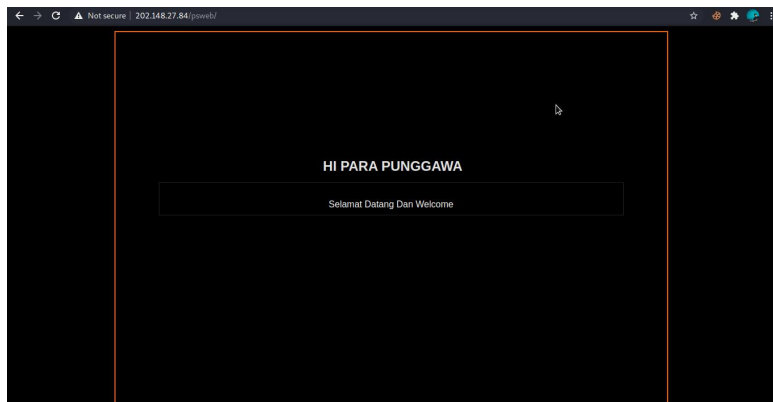 Not secure 202.148.27.84/psweb/
HI PARA PUNGGAWA
Selamat Datang Dan Welcome